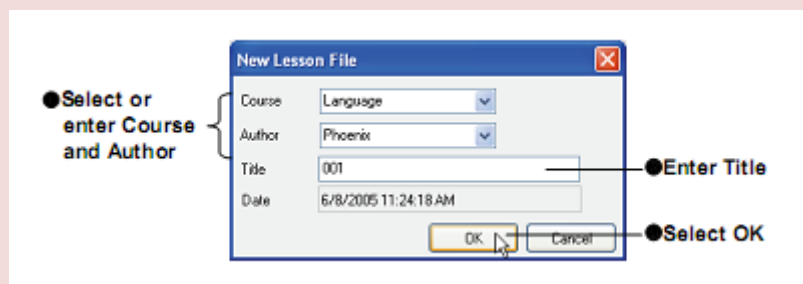 New Lesson File
●Select or
enter Course
and Author
Course Language
Author Phoenix
Title 001
●Enter Title
Date 6/8/2005 11:24:18 AM
OK Cancel
●Select OK